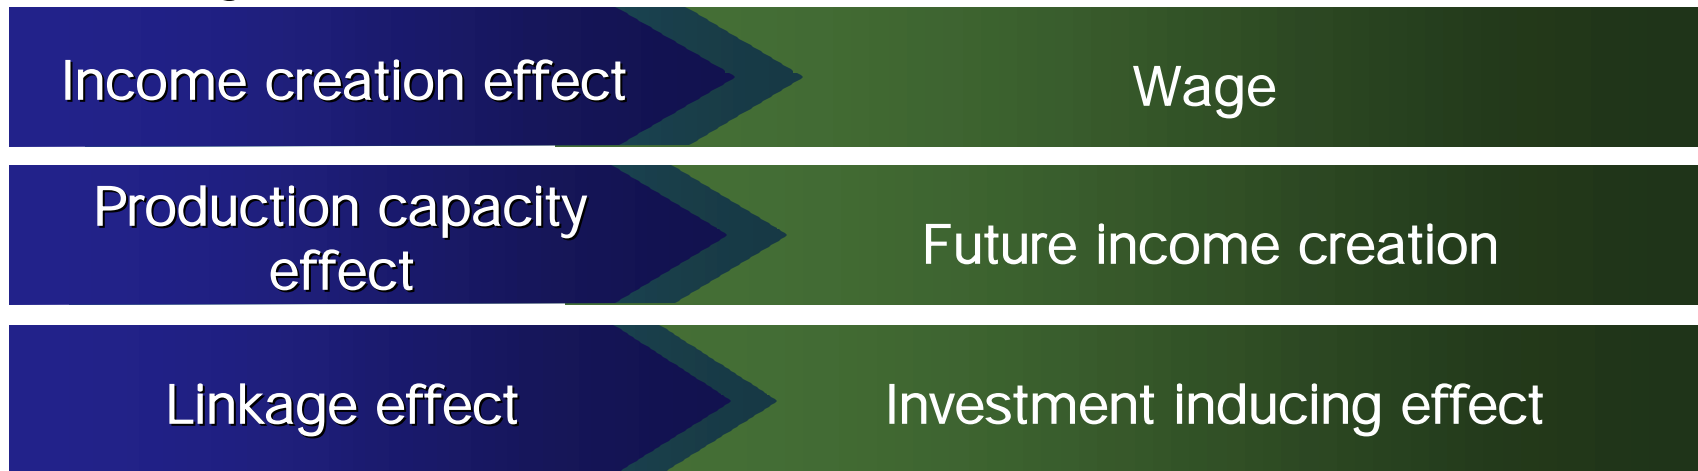 Income creation effect
Wage
Production capacity
effect
Future income creation
Linkage effect
Investment inducing effect